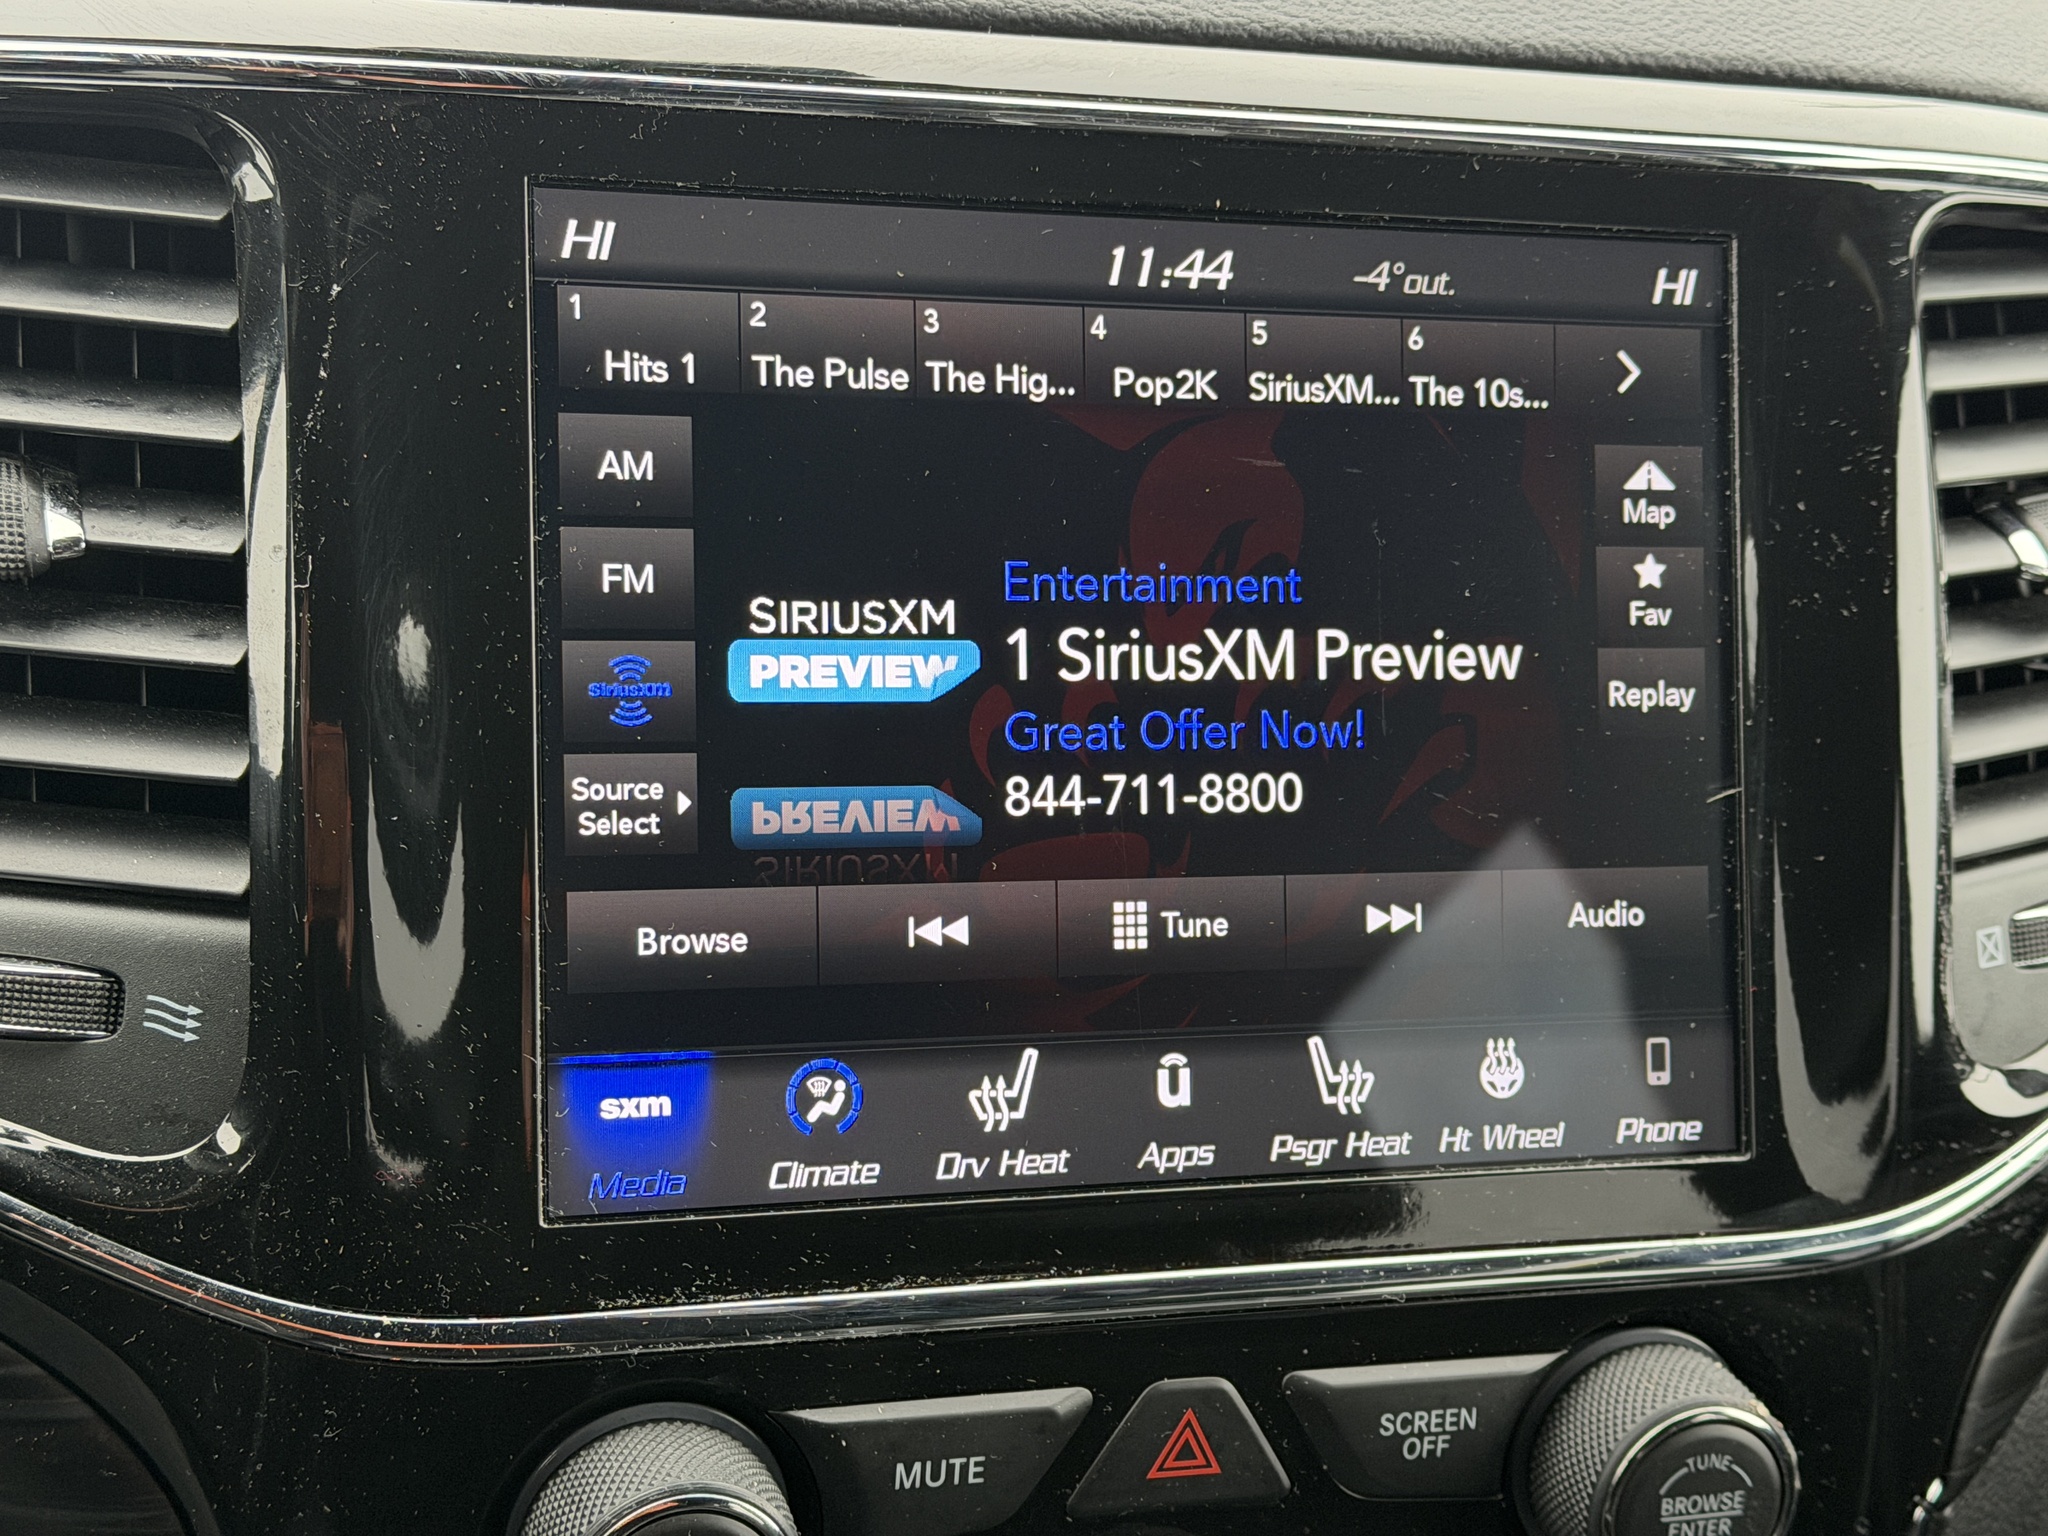 HI
11:44
-4°out.
HI
1
2
3
4
5
6
Hits 1
The Pulse
The Hig...
Pop2K
SiriusXM...
The 10s...
AM
FM
SiriusXM
Source
Select
SIRIUSXM
PREVIEW
PREVIEW
SIRIUSXM
Entertainment
1 SiriusXM Preview
Great Offer Now!
844-711-8800
Map
Fav
Replay
Browse
Tune
Audio
sxm
Media
Climate
Drv Heat
u
Apps
Psgr Heat
Ht Wheel
Phone
MUTE
SCREEN
OFF
TUNE
BROWSE
ENTER